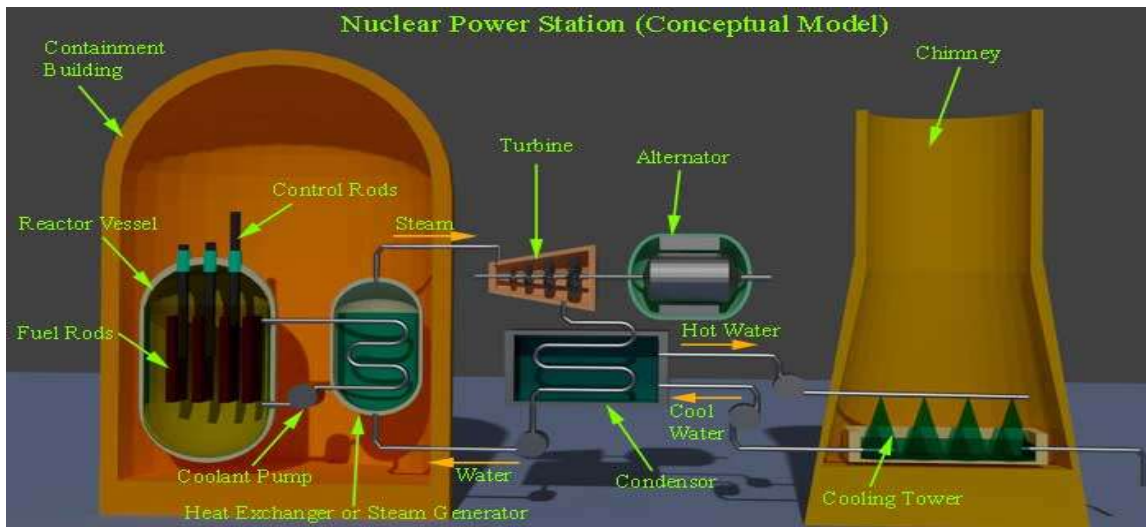 Nuclear Power Station (Conceptual Model)
Containment
Building
Chimney
Turbine
Alternator
Control Rods
Reactor Vessel
Steam
Fuel Rods
Hot Water
Cool
Water
Coolant Pump
Water
Condensor
Cooling Tower
Heat Exchanger or Steam Generator